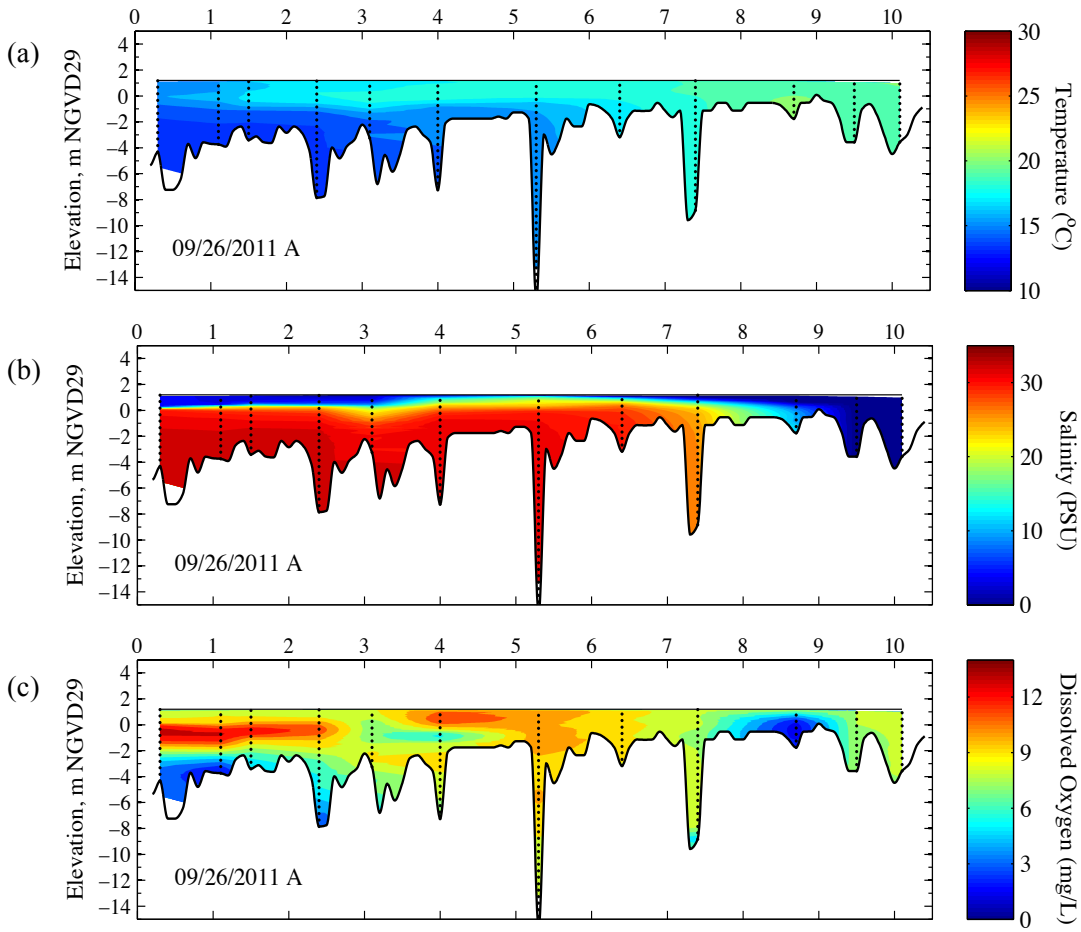 0 1 2 3 4 5 6 7 8 9 10
(a)
Elevation, m NGVD29
4
2
0
−2
−4
−6
−8
−10
−12
−14
09/26/2011 A
30
25
20
15
10
Temperature (°C)
0 1 2 3 4 5 6 7 8 9 10
(b)
Elevation, m NGVD29
4
2
0
−2
−4
−6
−8
−10
−12
−14
09/26/2011 A
30
20
10
0
Salinity (PSU)
0 1 2 3 4 5 6 7 8 9 10
(c)
Elevation, m NGVD29
4
2
0
−2
−4
−6
−8
−10
−12
−14
09/26/2011 A
12
9
6
3
0
Dissolved Oxygen (mg/L)